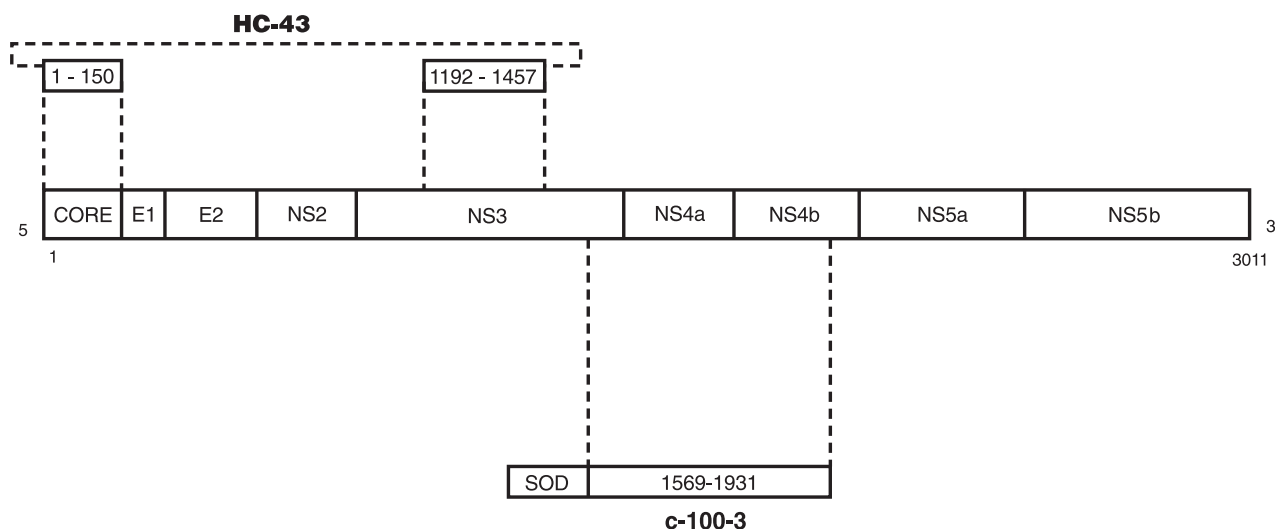 HC-43
1 - 150 1192 - 1457
CORE E1 E2 NS2 NS3 NS4a NS4b NS5a NS5b
5 3
1 3011
SOD 1569-1931
c-100-3